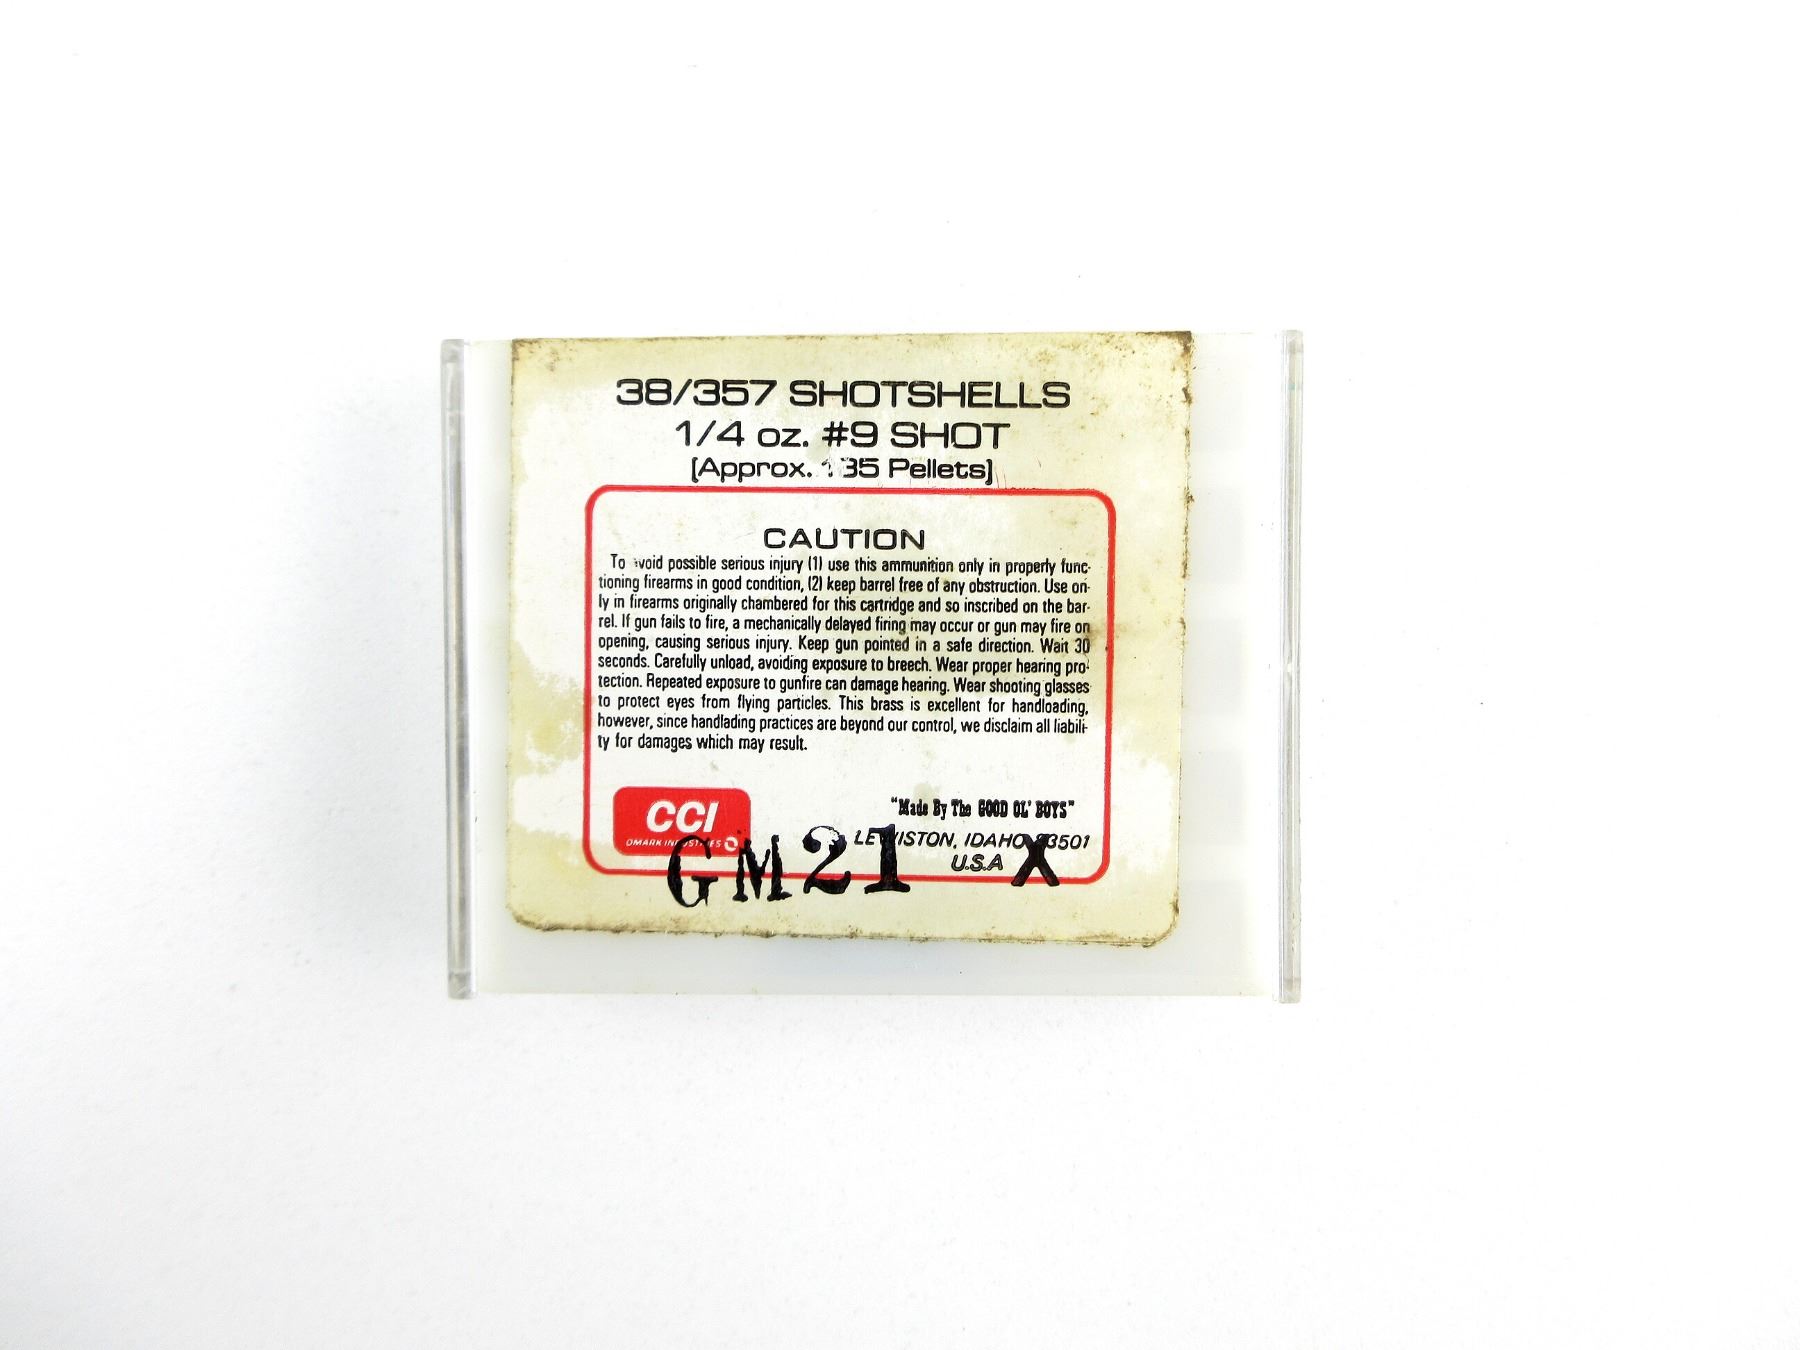 38/357 SHOTSHELLS
1/4 oz. #9 SHOT
[Approx. 135 Pellets]
CAUTION
To avoid possible serious injury (1) use this ammunition only in properly func-
tioning firearms in good condition, (2) keep barrel free of any obstruction. Use on-
ly in firearms originally chambered for this cartridge and so inscribed on the bar-
rel. If gun fails to fire, a mechanically delayed firing may occur or gun may fire on
opening, causing serious injury. Keep gun pointed in a safe direction. Wait 30
seconds. Carefully unload, avoiding exposure to breech. Wear proper hearing pro-
tection. Repeated exposure to gunfire can damage hearing. Wear shooting glasses
to protect eyes from flying particles. This brass is excellent for handloading,
however, since handlading practices are beyond our control, we disclaim all liabili-
ty for damages which may result.
CCI
OMARK INDUSTRIES
"Made By The GOOD OL' BOYS"
LEWISTON, IDAHO 83501
U.S.A
GM21 X